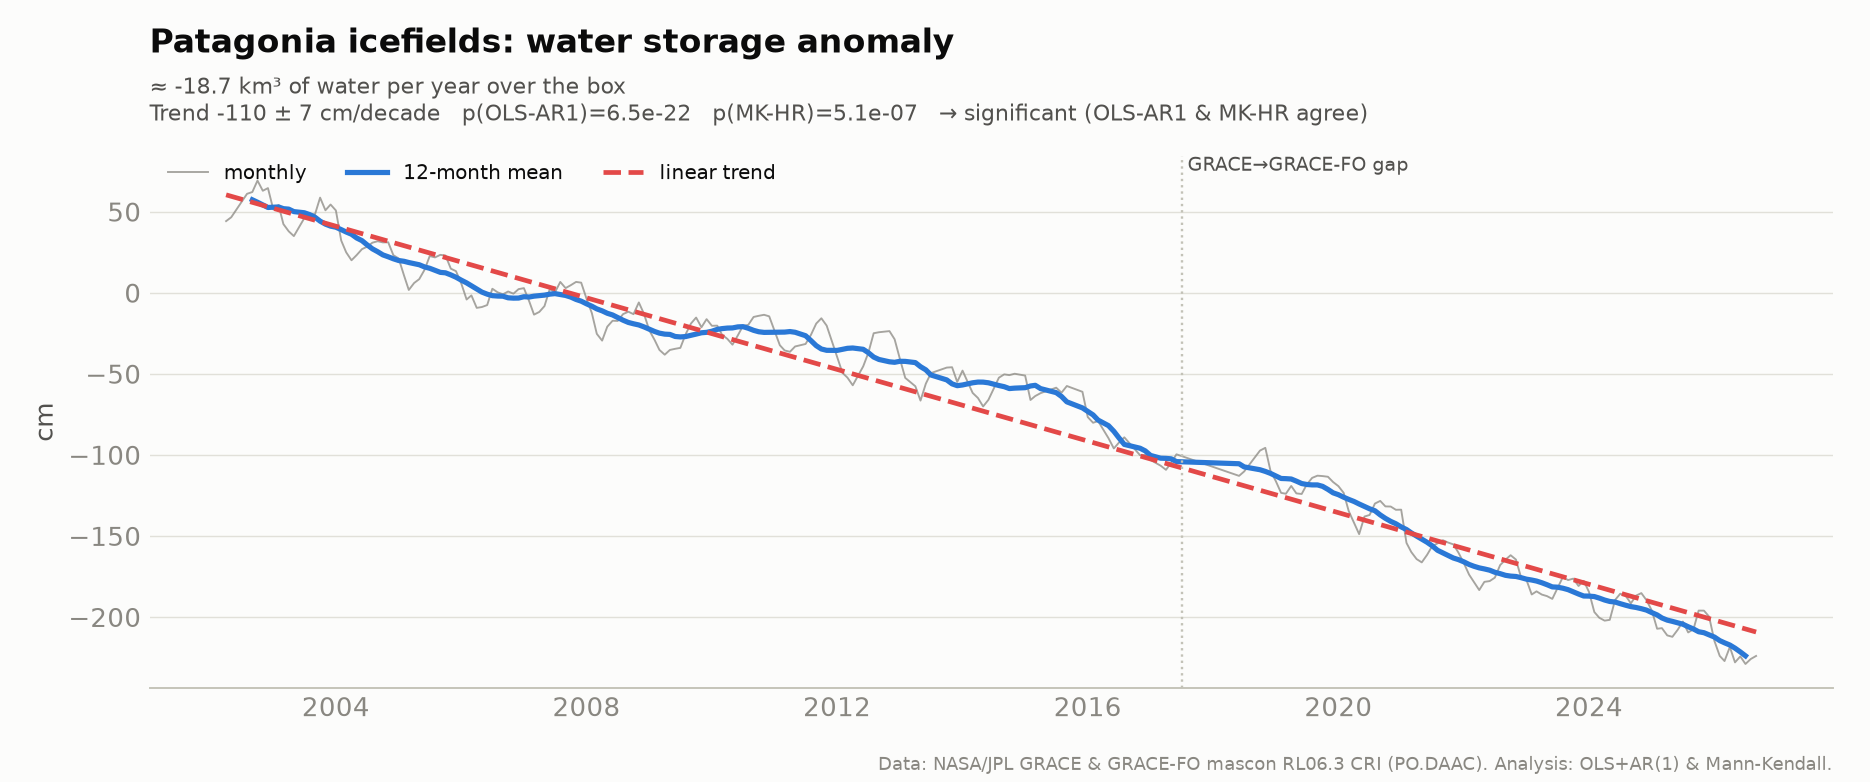 Patagonia icefields: water storage anomaly
≈ -18.7 km³ of water per year over the box
Trend -110 ± 7 cm/decade   p(OLS-AR1)=6.5e-22   p(MK-HR)=5.1e-07   → significant (OLS-AR1 & MK-HR agree)
monthly   12-month mean   linear trend
GRACE→GRACE-FO gap
50
0
−50
−100
−150
−200
cm
2004   2008   2012   2016   2020   2024
Data: NASA/JPL GRACE & GRACE-FO mascon RL06.3 CRI (PO.DAAC). Analysis: OLS+AR(1) & Mann-Kendall.